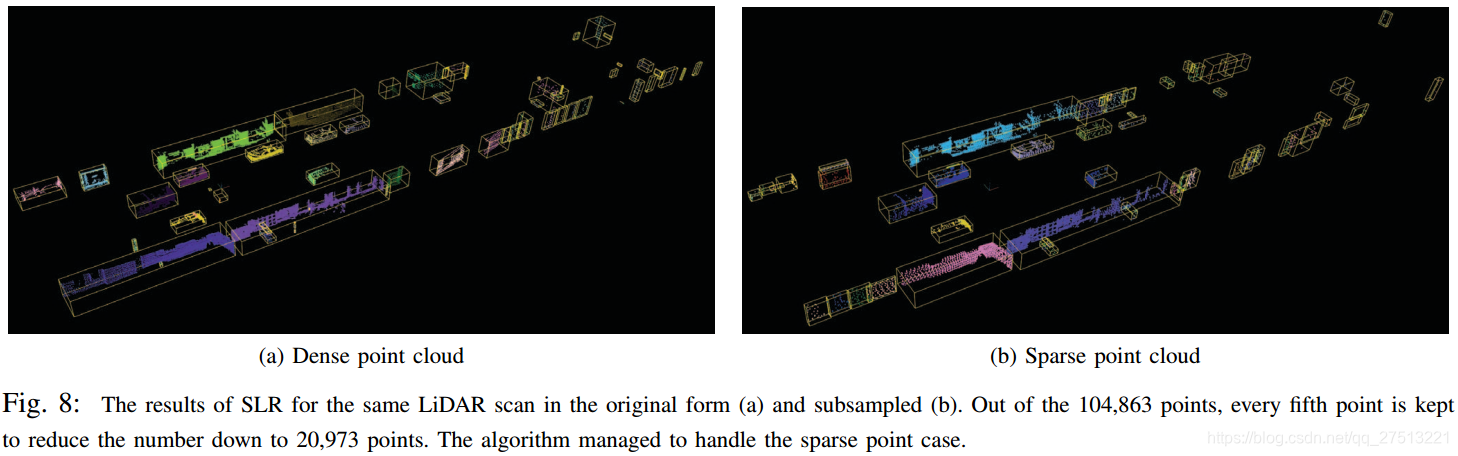 (a) Dense point cloud
(b) Sparse point cloud
Fig. 8: The results of SLR for the same LiDAR scan in the original form (a) and subsampled (b). Out of the 104,863 points, every fifth point is kept
to reduce the number down to 20,973 points. The algorithm managed to handle the sparse point case.
https://blog.csdn.net/qq_27513221